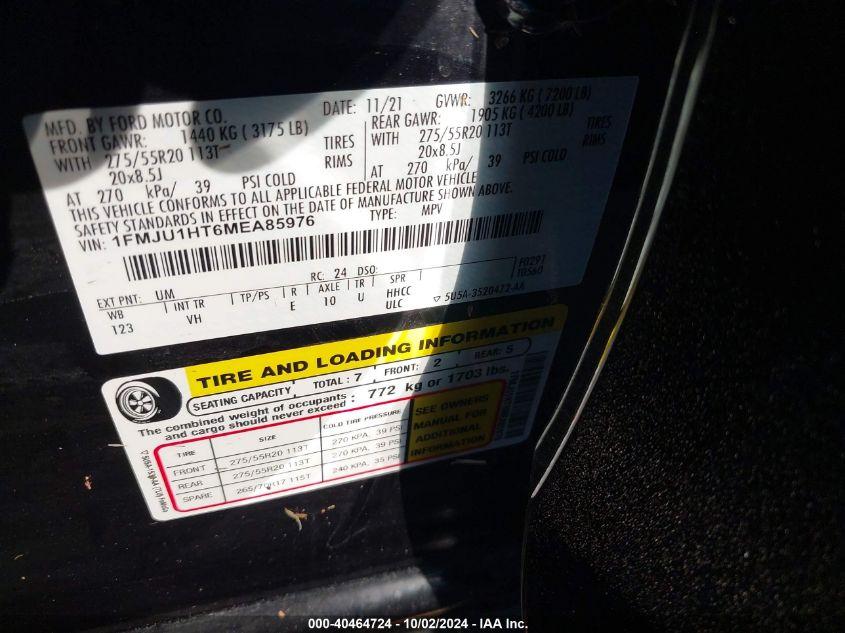 MFD. BY FORD MOTOR CO.
DATE: 11/21 GVWR: 3266 KG ( 7200 LB)
FRONT GAWR: 1440 KG ( 3175 LB)
REAR GAWR: 1905 KG ( 4200 LB)
WITH 275/55R20 113T TIRES
WITH 275/55R20 113T TIRES
20x8.5J RIMS
20x8.5J RIMS
AT 270 kPa/ 39 PSI COLD
AT 270 kPa/ 39 PSI COLD
THIS VEHICLE CONFORMS TO ALL APPLICABLE FEDERAL MOTOR VEHICLE
SAFETY STANDARDS IN EFFECT ON THE DATE OF MANUFACTURE SHOWN ABOVE.
VIN: 1FMJU1HT6MEA85976 TYPE: MPV
F0297
T0560
EXT PNT: UM RC: 24 DSO:
WB INT TR TP/PS R AXLE TR SPR
123 VH E 10 U HHCC
ULC ▽ 5U5A-3520472-AA
TIRE AND LOADING INFORMATION
SEATING CAPACITY TOTAL: 7 FRONT: 2 REAR: 5
The combined weight of occupants and cargo should never exceed : 772 kg or 1703 lbs.
TIRE SIZE COLD TIRE PRESSURE
FRONT 275/55R20 113T 270 KPA, 39 PSI
REAR 275/55R20 113T 270 KPA, 39 PSI
SPARE 265/70R17 115T 240 KPA, 35 PSI
SEE OWNERS
MANUAL FOR
ADDITIONAL
INFORMATION
000-40464724 - 10/02/2024 - IAA Inc.